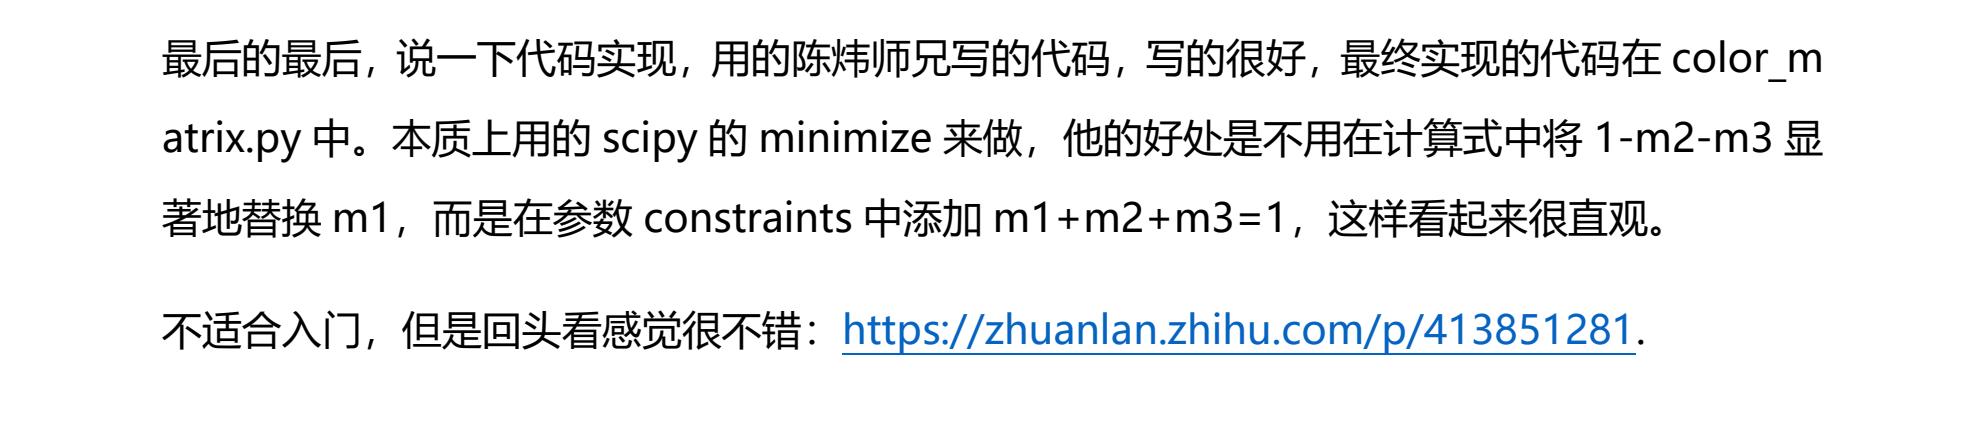 最后的最后，说一下代码实现，用的陈炜师兄写的代码，写的很好，最终实现的代码在 color_m
atrix.py 中。本质上用的 scipy 的 minimize 来做，他的好处是不用在计算式中将 1-m2-m3 显
著地替换 m1，而是在参数 constraints 中添加 m1+m2+m3=1，这样看起来很直观。
不适合入门，但是回头看感觉很不错：https://zhuanlan.zhihu.com/p/413851281.